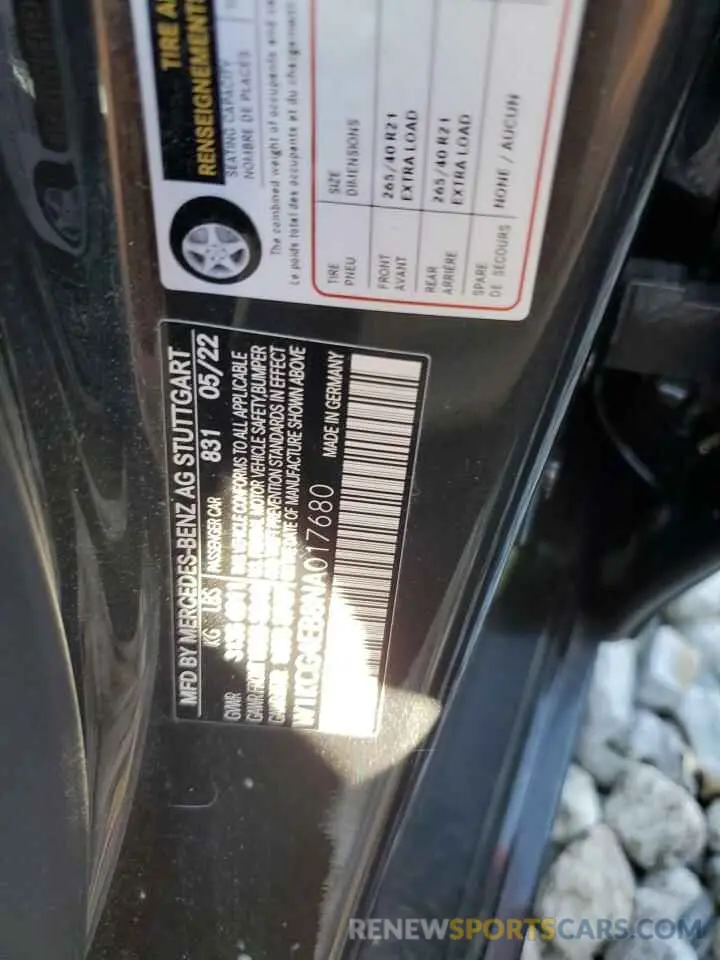 TIRE
RENSEIGNEMENTS
SEATING CAPACITY
NOMBRE DE PLACES
The combined weight of occupants and
Le poids total des occupants et du chargement
TIRE SIZE
PNEU DIMENSIONS
FRONT 265/40 R21
AVANT EXTRA LOAD
REAR 265/40 R21
ARRIÈRE EXTRA LOAD
SPARE NONE / AUCUN
DE SECOURS
MFD BY MERCEDES-BENZ AG STUTTGART
KG LBS PASSENGER CAR 831 05/22
GVWR VEHICLE CONFORMS TO ALL APPLICABLE
MOTOR VEHICLE SAFETY, BUMPER
PREVENTION STANDARDS IN EFFECT
DATE OF MANUFACTURE SHOWN ABOVE
NA017680 MADE IN GERMANY
RENEWSPORTSCARS.COM